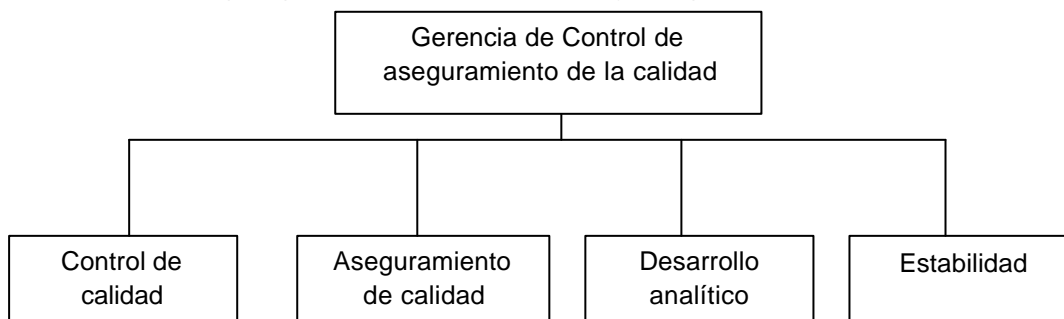 Gerencia de Control de
aseguramiento de la calidad
Control de
calidad
Aseguramiento
de calidad
Desarrollo
analítico
Estabilidad